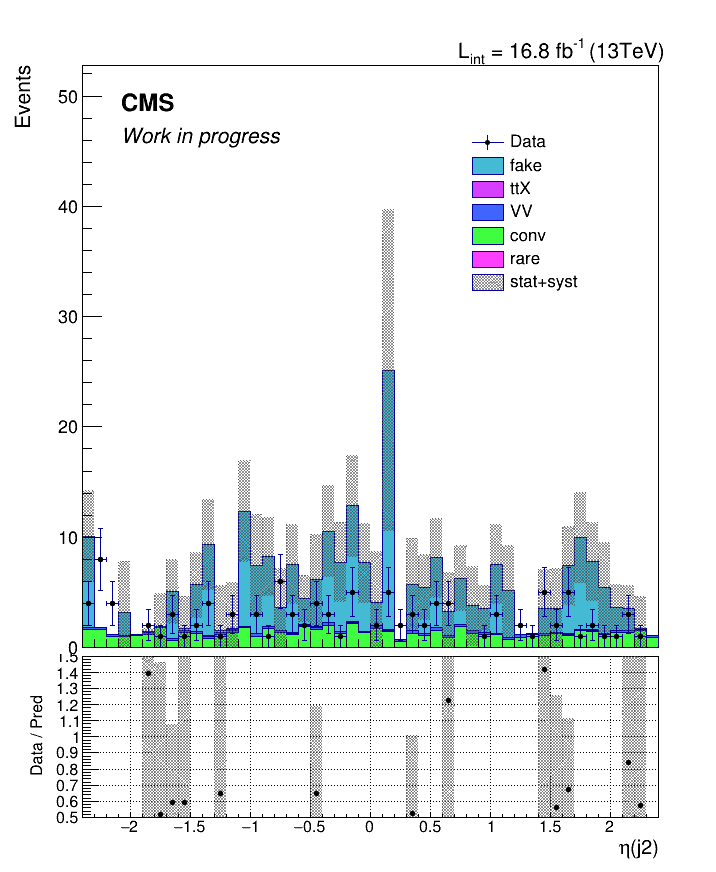 L_int = 16.8 fb^-1 (13TeV)
Events
50
CMS
Work in progress
Data
fake
40
ttX
VV
conv
rare
stat+syst
30
20
10
0
Data / Pred
1.5
1.4
1.3
1.2
1.1
1
0.9
0.8
0.7
0.6
0.5
−2 −1.5 −1 −0.5 0 0.5 1 1.5 2
η(j2)